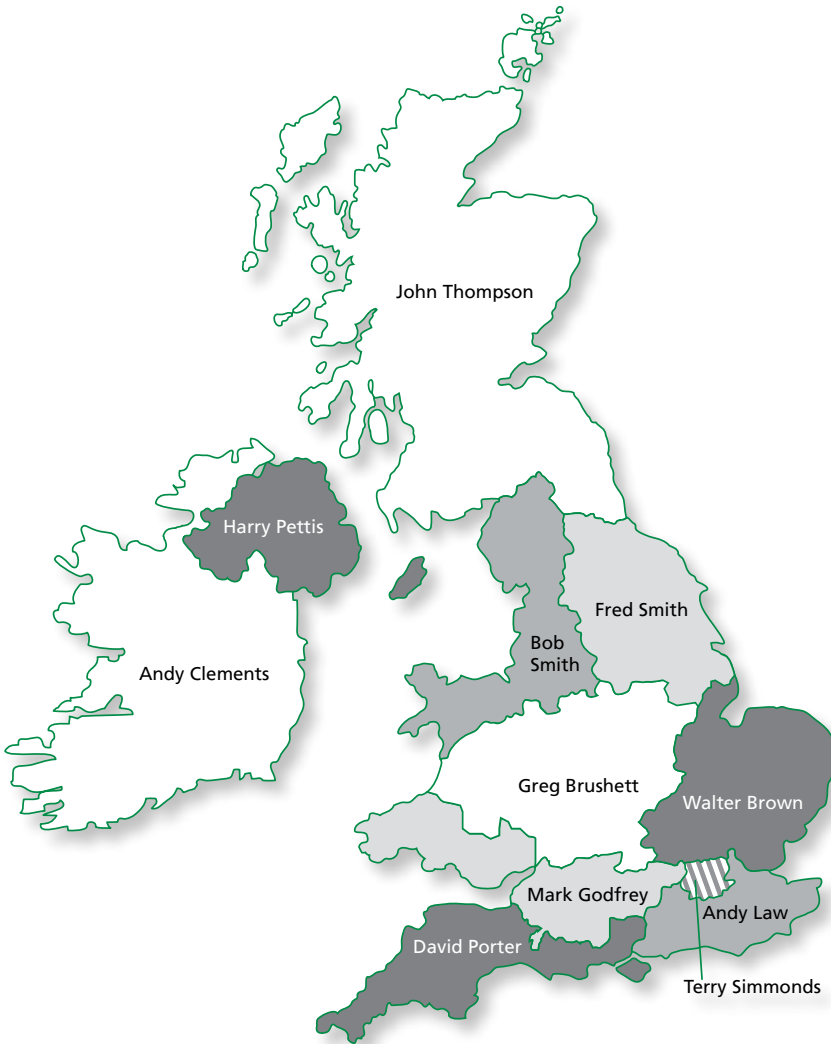 John Thompson
Harry Pettis
Fred Smith
Bob
Smith
Andy Clements
Greg Brushett
Walter Brown
Mark Godfrey
Andy Law
David Porter
Terry Simmonds